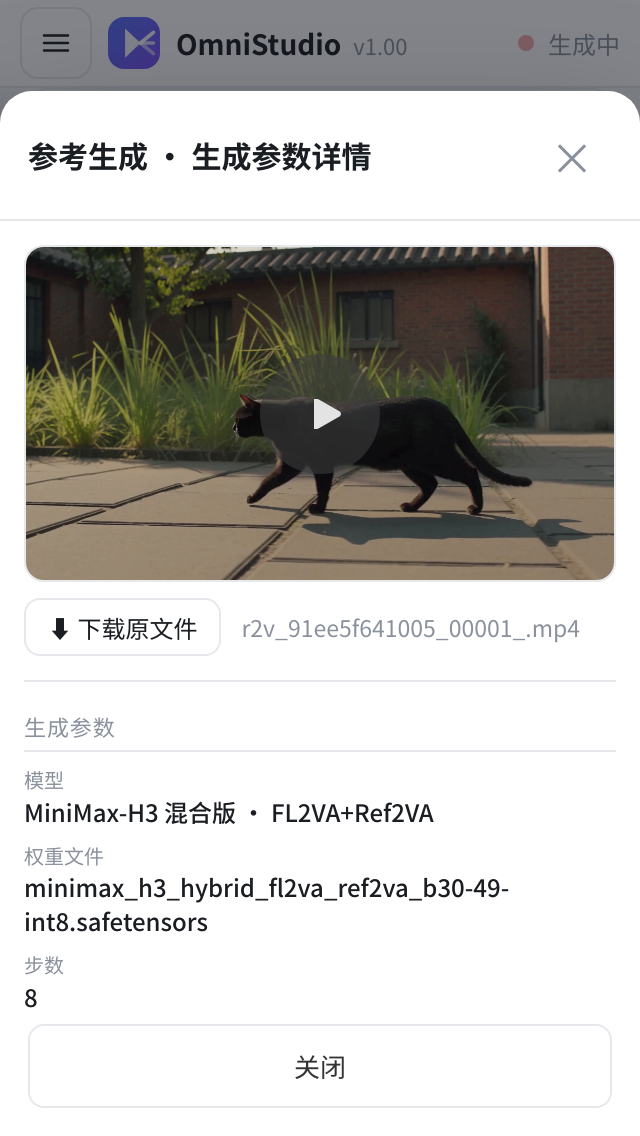 OmniStudio v1.00
生成中
参考生成 · 生成参数详情
下载原文件
r2v_91ee5f641005_00001_.mp4
生成参数
模型
MiniMax-H3 混合版 · FL2VA+Ref2VA
权重文件
minimax_h3_hybrid_fl2va_ref2va_b30-49-
int8.safetensors
步数
8
关闭